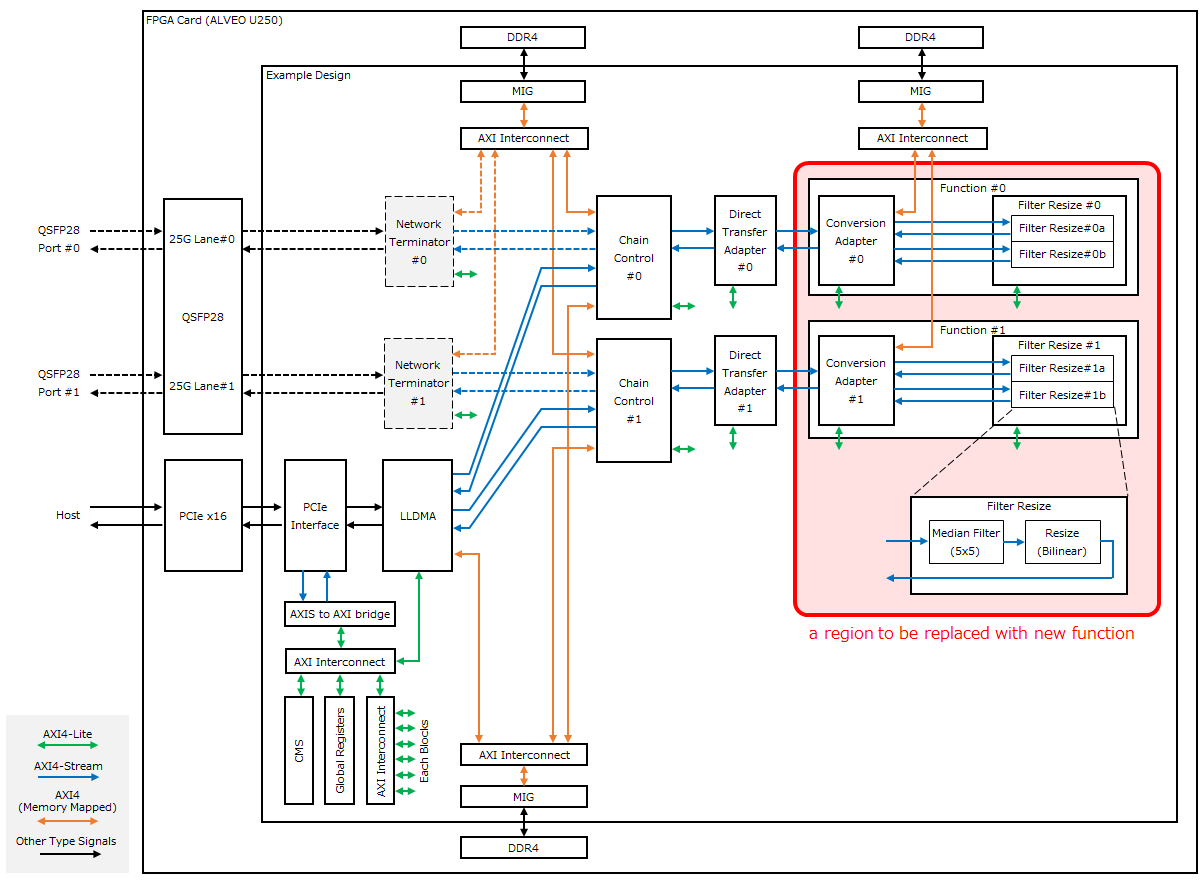 FPGA Card (ALVEO U250)
DDR4
DDR4
Example Design
MIG
MIG
AXI Interconnect
AXI Interconnect
QSFP28
Port #0
25G Lane#0
QSFP28
25G Lane#1
QSFP28
Port #1
Network
Terminator
#0
Network
Terminator
#1
Chain
Control
#0
Chain
Control
#1
Direct
Transfer
Adapter
#0
Direct
Transfer
Adapter
#1
Function #0
Conversion
Adapter
#0
Filter Resize #0
Filter Resize#0a
Filter Resize#0b
Function #1
Conversion
Adapter
#1
Filter Resize #1
Filter Resize#1a
Filter Resize#1b
Host
PCIe x16
PCIe
Interface
LLDMA
Filter Resize
Median Filter
(5x5)
Resize
(Bilinear)
a region to be replaced with new function
AXIS to AXI bridge
AXI Interconnect
CMS
Global Registers
AXI Interconnect
Each Blocks
AXI Interconnect
MIG
DDR4
AXI4-Lite
AXI4-Stream
AXI4
(Memory Mapped)
Other Type Signals